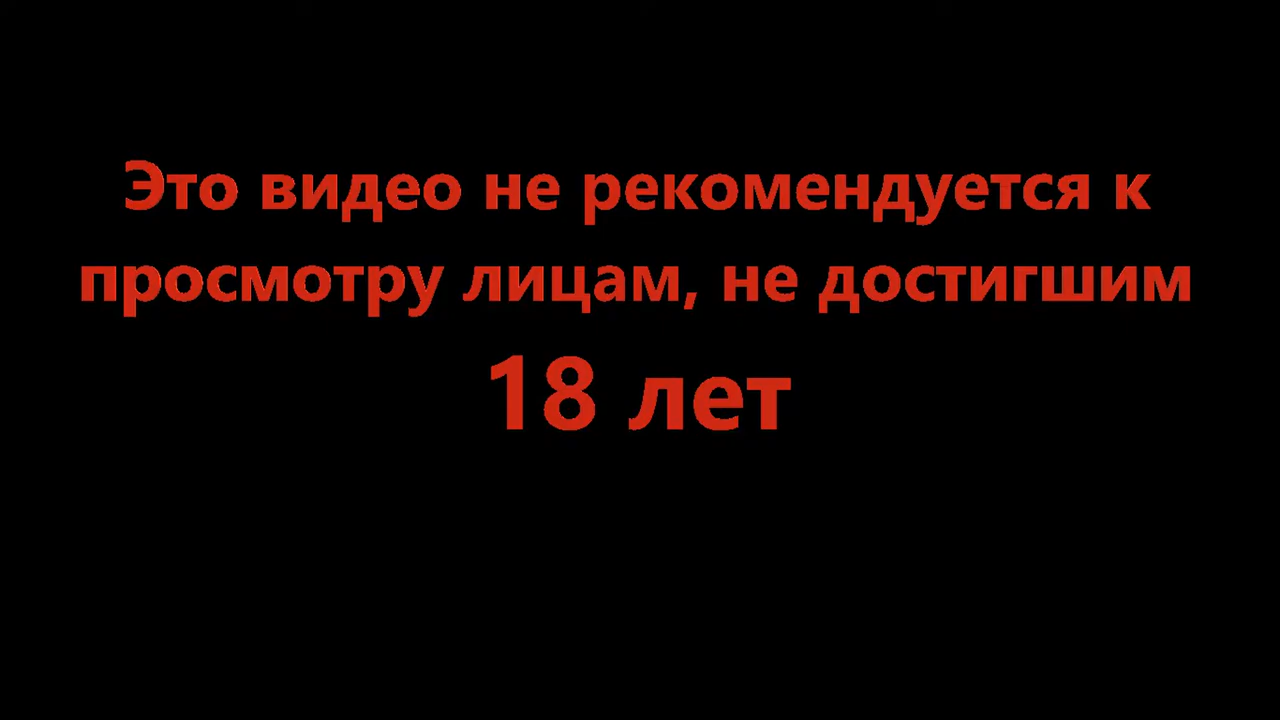 Это видео не рекомендуется к
просмотру лицам, не достигшим
18 лет